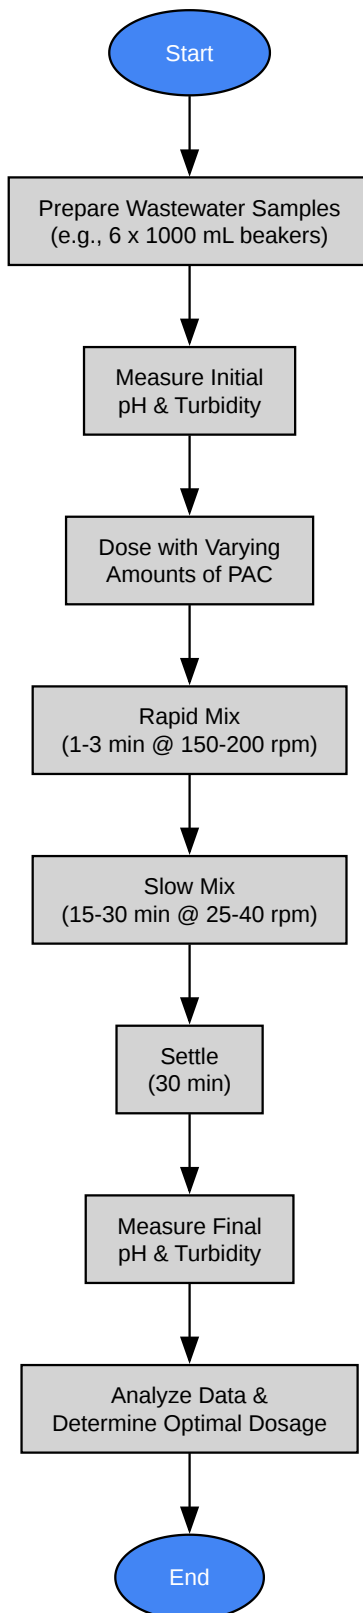 Start
Prepare Wastewater Samples
(e.g., 6 x 1000 mL beakers)
Measure Initial
pH & Turbidity
Dose with Varying
Amounts of PAC
Rapid Mix
(1-3 min @ 150-200 rpm)
Slow Mix
(15-30 min @ 25-40 rpm)
Settle
(30 min)
Measure Final
pH & Turbidity
Analyze Data &
Determine Optimal Dosage
End